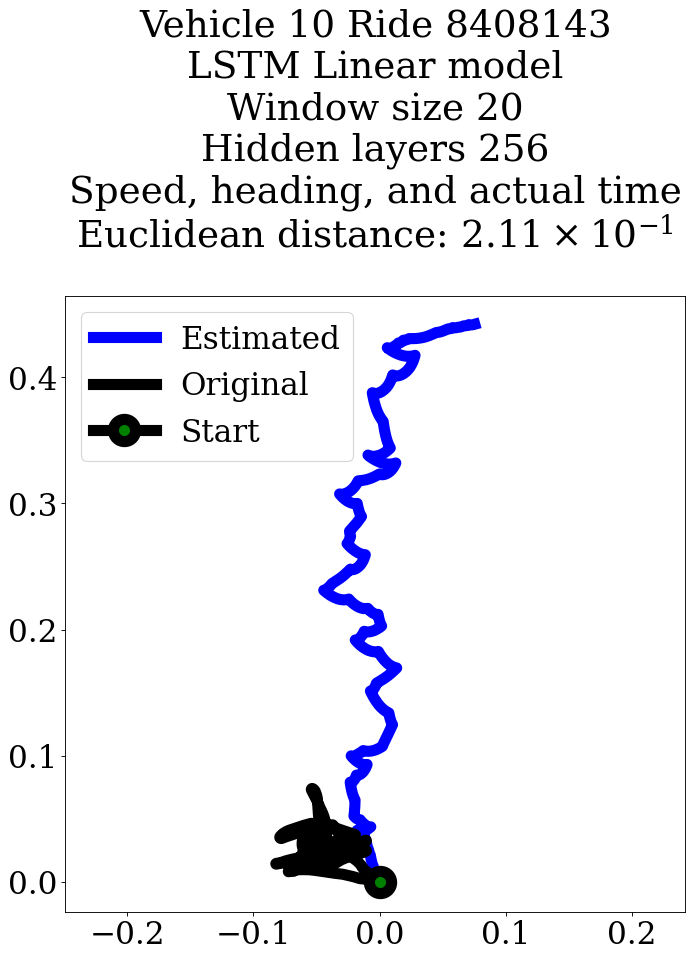 Vehicle 10 Ride 8408143
LSTM Linear model
Window size 20
Hidden layers 256
Speed, heading, and actual time
Euclidean distance: 2.11 × 10⁻¹
Estimated
Original
Start
0.4
0.3
0.2
0.1
0.0
−0.2
−0.1
0.0
0.1
0.2